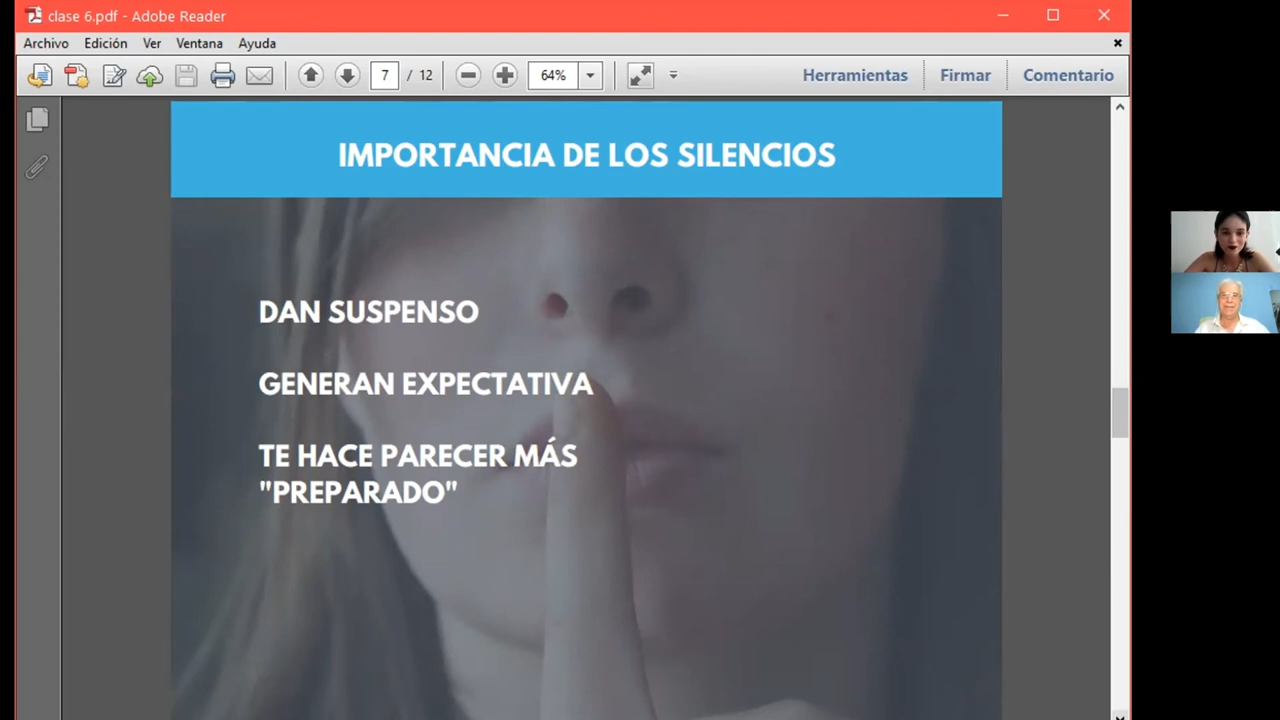 clase 6.pdf - Adobe Reader
Archivo Edición Ver Ventana Ayuda
7 / 12 64% Herramientas Firmar Comentario
IMPORTANCIA DE LOS SILENCIOS
DAN SUSPENSO
GENERAN EXPECTATIVA
TE HACE PARECER MÁS
"PREPARADO"